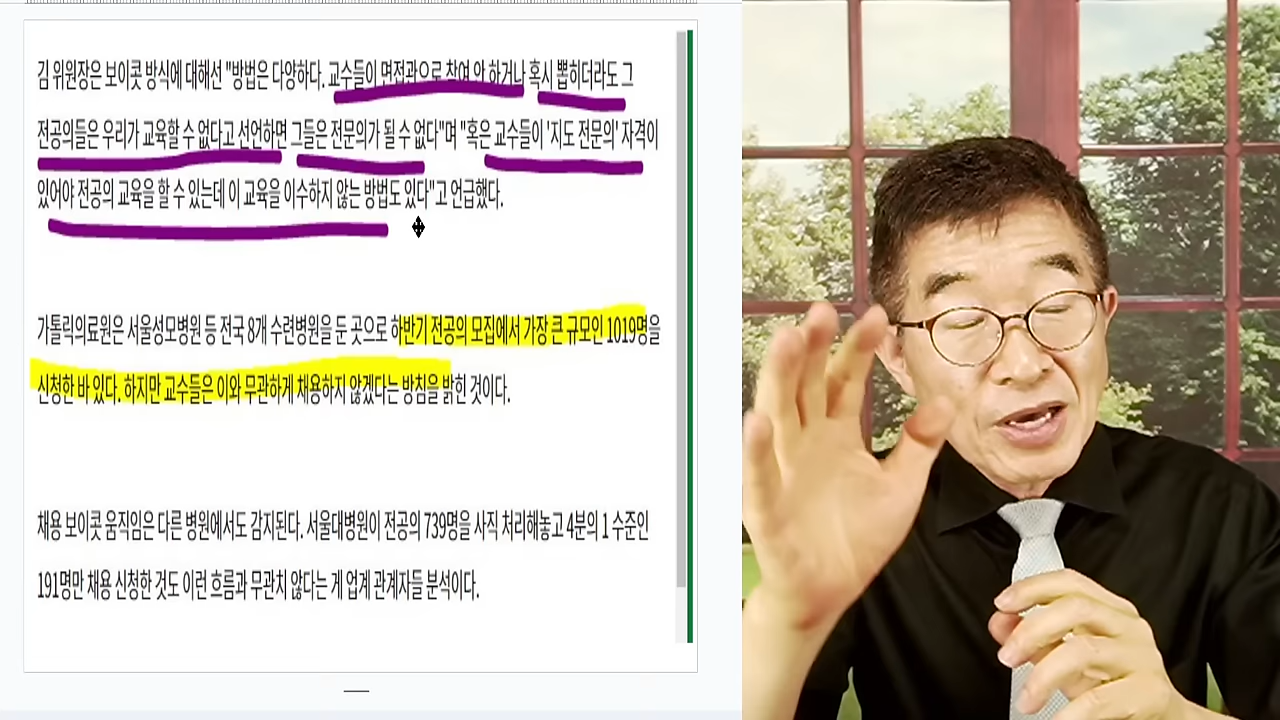 김 위원장은 보이콧 방식에 대해선 "방법은 다양하다. 교수들이 면접관으로 참여 안 하거나 혹시 뽑히더라도 그
전공의들은 우리가 교육할 수 없다고 선언하면 그들은 전문의가 될 수 없다"며 "혹은 교수들이 '지도 전문의' 자격이
있어야 전공의 교육을 할 수 있는데 이 교육을 이수하지 않는 방법도 있다"고 언급했다.
가톨릭의료원은 서울성모병원 등 전국 8개 수련병원을 둔 곳으로 하반기 전공의 모집에서 가장 큰 규모인 1019명을
신청한 바 있다. 하지만 교수들은 이와 무관하게 채용하지 않겠다는 방침을 밝힌 것이다.
채용 보이콧 움직임은 다른 병원에서도 감지된다. 서울대병원이 전공의 739명을 사직 처리해놓고 4분의 1 수준인
191명만 채용 신청한 것도 이런 흐름과 무관치 않다는 게 업계 관계자들 분석이다.